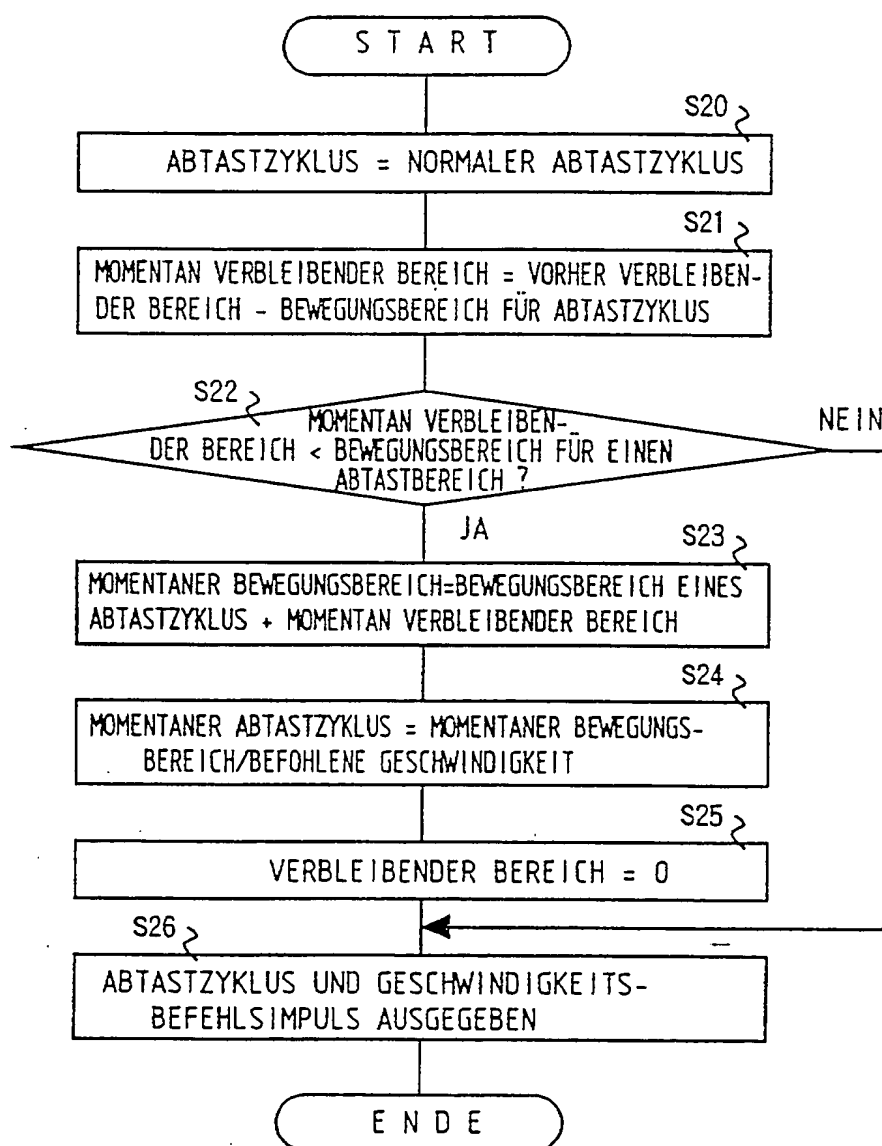 START
S20
ABTASTZYKLUS = NORMALER ABTASTZYKLUS
S21
MOMENTAN VERBLEIBENDER BEREICH = VORHER VERBLEIBEN-
DER BEREICH - BEWEGUNGSBEREICH FÜR ABTASTZYKLUS
S22
MOMENTAN VERBLEIBEN-
DER BEREICH < BEWEGUNGSBEREICH FÜR EINEN
ABTASTBEREICH ?
NEIN
JA
S23
MOMENTANER BEWEGUNGSBEREICH=BEWEGUNGSBEREICH EINES
ABTASTZYKLUS + MOMENTAN VERBLEIBENDER BEREICH
S24
MOMENTANER ABTASTZYKLUS = MOMENTANER BEWEGUNGS-
BEREICH/BEFOHLENE GESCHWINDIGKEIT
S25
VERBLEIBENDER BEREICH = 0
S26
ABTASTZYKLUS UND GESCHWINDIGKEITS-
BEFEHLSIMPULS AUSGEGEBEN
ENDE